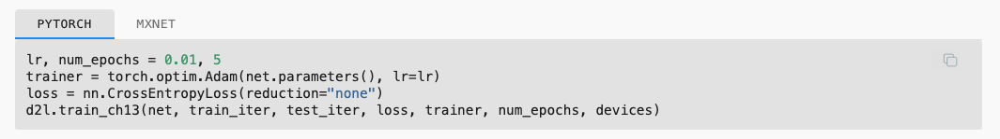 PYTORCH MXNET
lr, num_epochs = 0.01, 5
trainer = torch.optim.Adam(net.parameters(), lr=lr)
loss = nn.CrossEntropyLoss(reduction="none")
d2l.train_ch13(net, train_iter, test_iter, loss, trainer, num_epochs, devices)